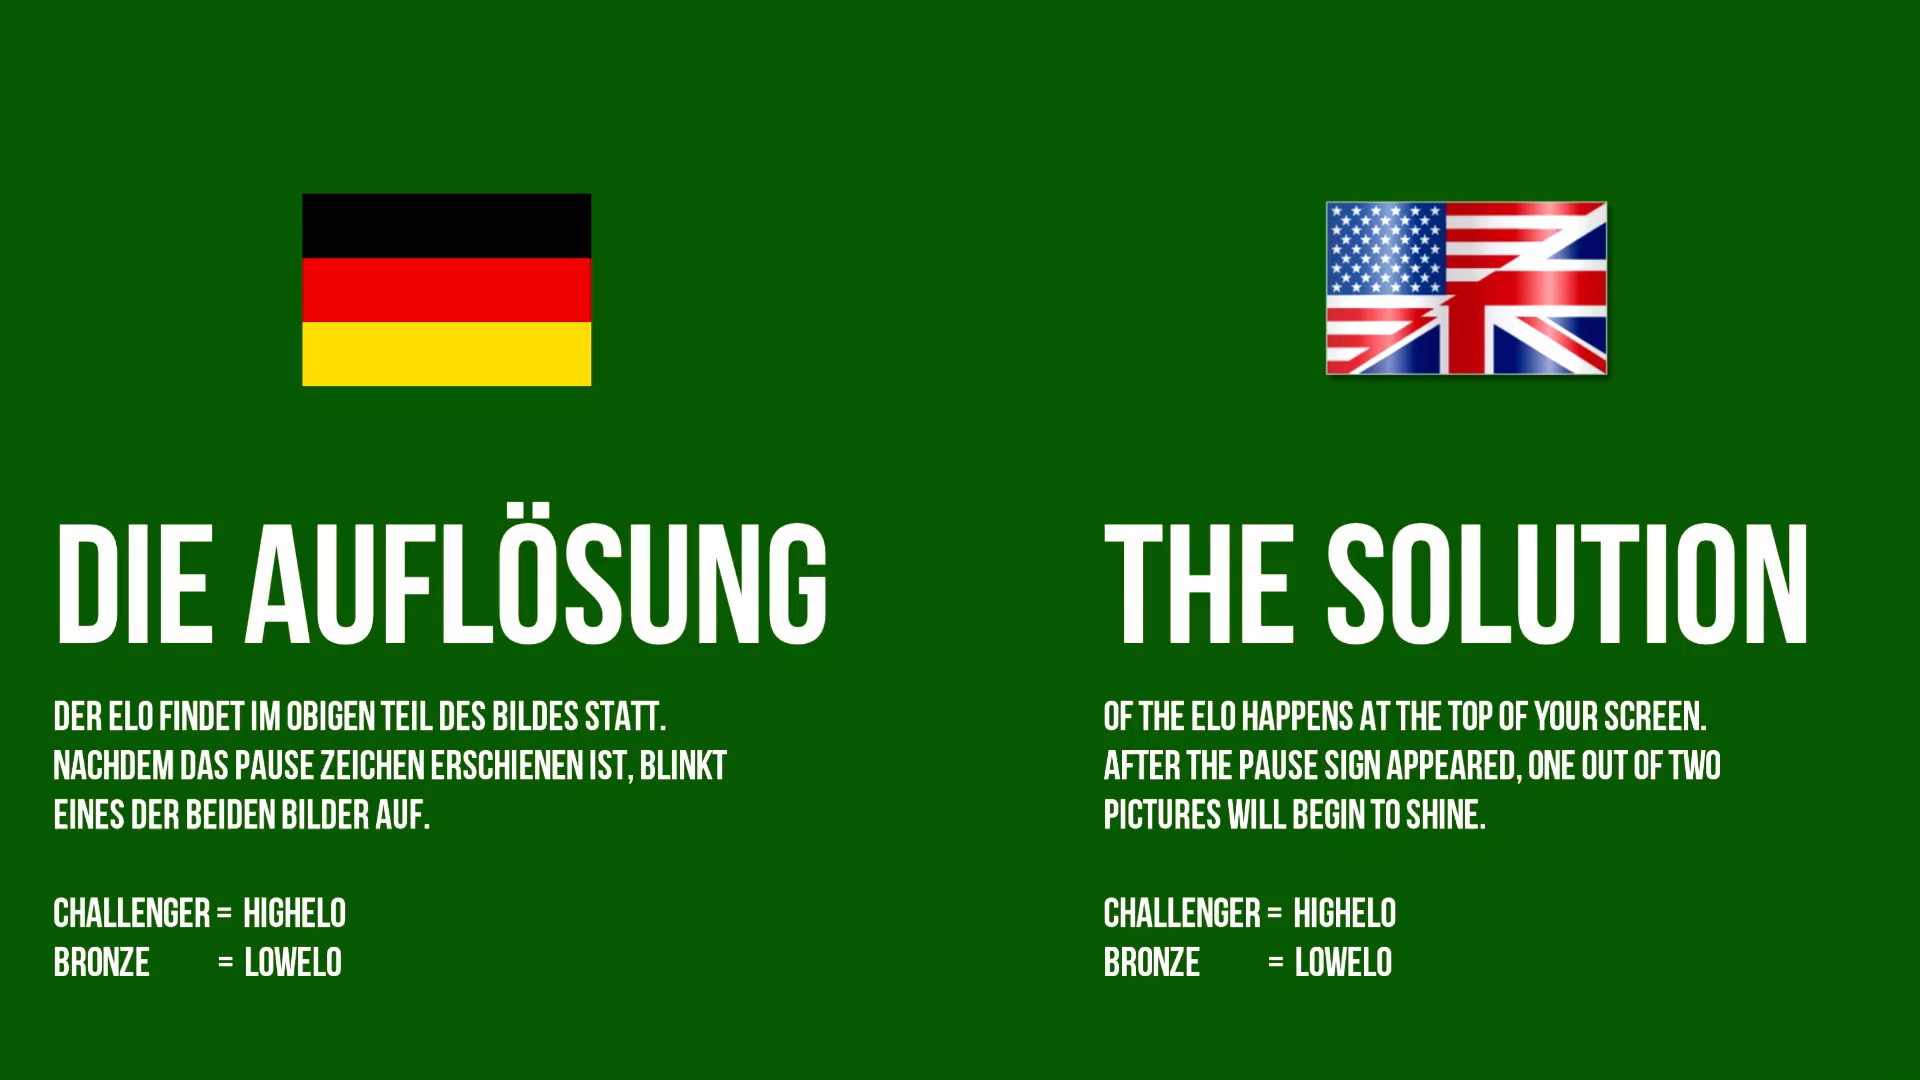 DIE AUFLÖSUNG
DER ELO FINDET IM OBIGEN TEIL DES BILDES STATT.
NACHDEM DAS PAUSE ZEICHEN ERSCHIENEN IST, BLINKT
EINES DER BEIDEN BILDER AUF.
CHALLENGER = HIGHELO
BRONZE = LOWELO
THE SOLUTION
OF THE ELO HAPPENS AT THE TOP OF YOUR SCREEN.
AFTER THE PAUSE SIGN APPEARED, ONE OUT OF TWO
PICTURES WILL BEGIN TO SHINE.
CHALLENGER = HIGHELO
BRONZE = LOWELO